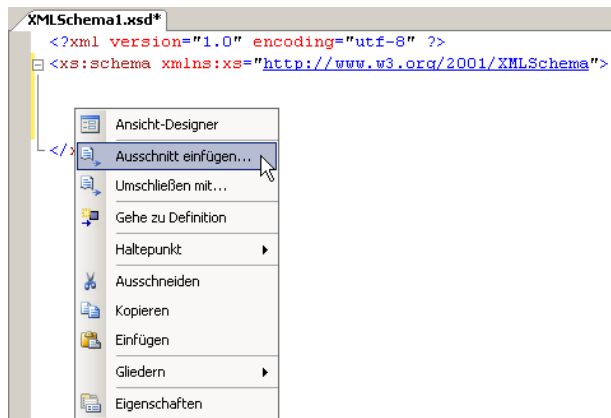 XMLSchema1.xsd*
<?xml version="1.0" encoding="utf-8" ?>
<xs:schema xmlns:xs="http://www.w3.org/2001/XMLSchema">
Ansicht-Designer
</x
Ausschnitt einfügen...
Umschließen mit...
Gehe zu Definition
Haltepunkt
Ausschneiden
Kopieren
Einfügen
Gliedern
Eigenschaften